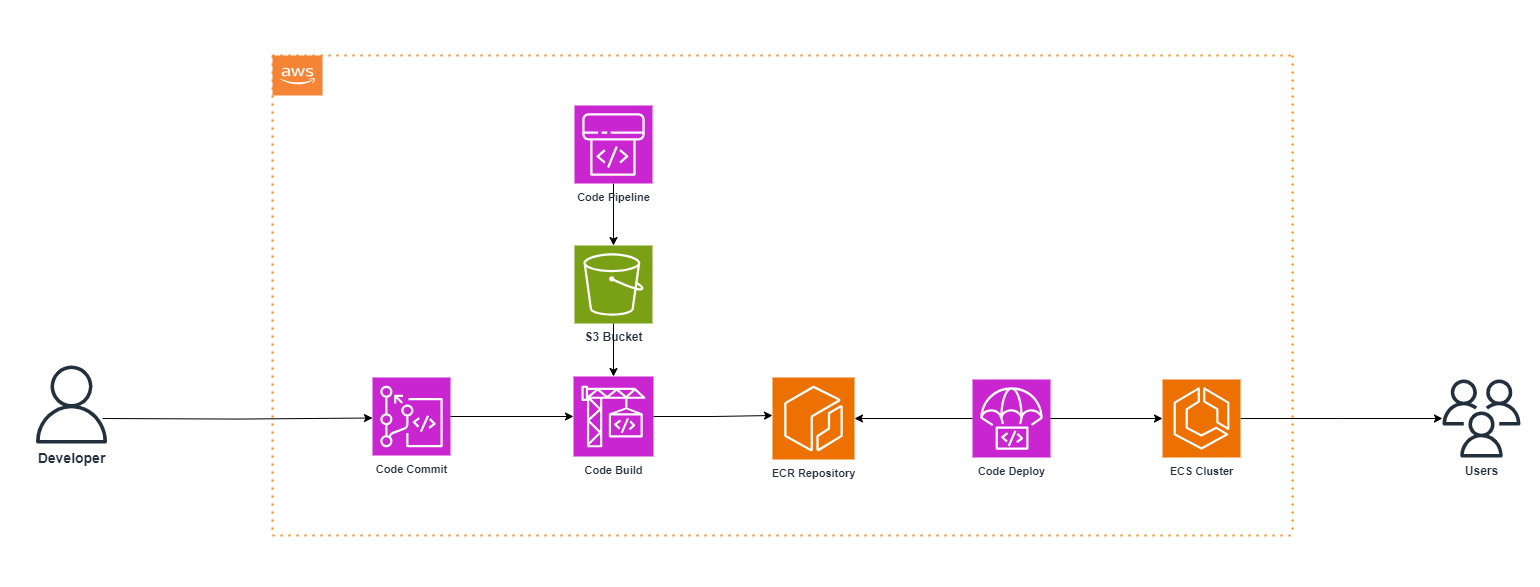 aws
Code Pipeline
S3 Bucket
Developer
Code Commit
Code Build
ECR Repository
Code Deploy
ECS Cluster
Users